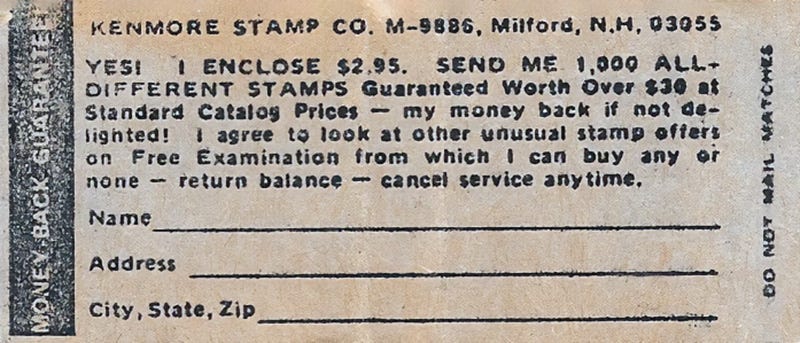 MONEY-BACK GUARANTEE
KENMORE STAMP CO. M-9886, Milford, N.H, 03055
YES! I ENCLOSE $2.95. SEND ME 1,000 ALL-
DIFFERENT STAMPS Guaranteed Worth Over $30 at
Standard Catalog Prices — my money back if not de-
lighted! I agree to look at other unusual stamp offers
on Free Examination from which I can buy any or
none — return balance — cancel service anytime.
Name
Address
City, State, Zip
DO NOT MAIL MATCHES